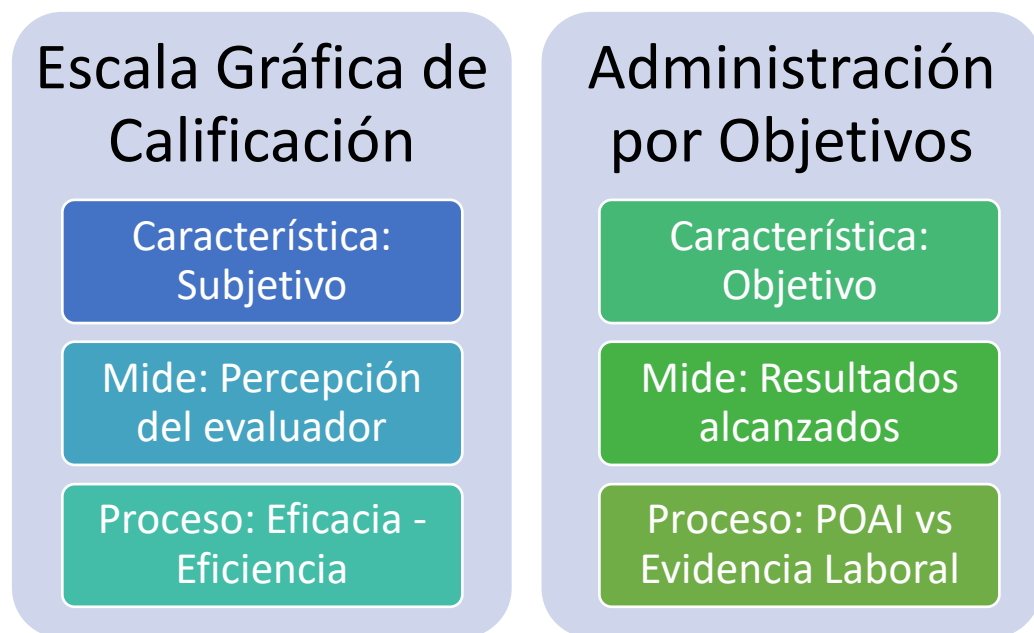 Escala Gráfica de
Calificación
Característica:
Subjetivo
Mide: Percepción
del evaluador
Proceso: Eficacia -
Eficiencia
Administración
por Objetivos
Característica:
Objetivo
Mide: Resultados
alcanzados
Proceso: POAI vs
Evidencia Laboral